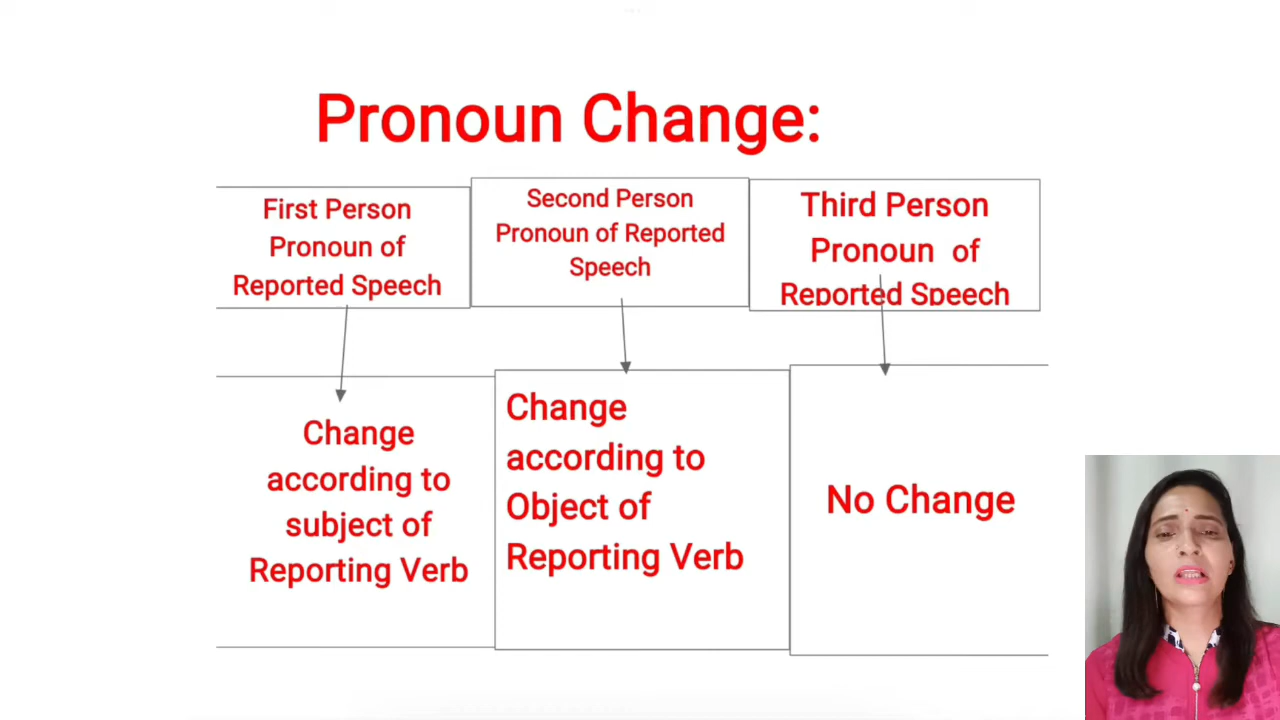 Pronoun Change:
First Person
Pronoun of
Reported Speech
Second Person
Pronoun of Reported
Speech
Third Person
Pronoun of
Reported Speech
Change
according to
subject of
Reporting Verb
Change
according to
Object of
Reporting Verb
No Change